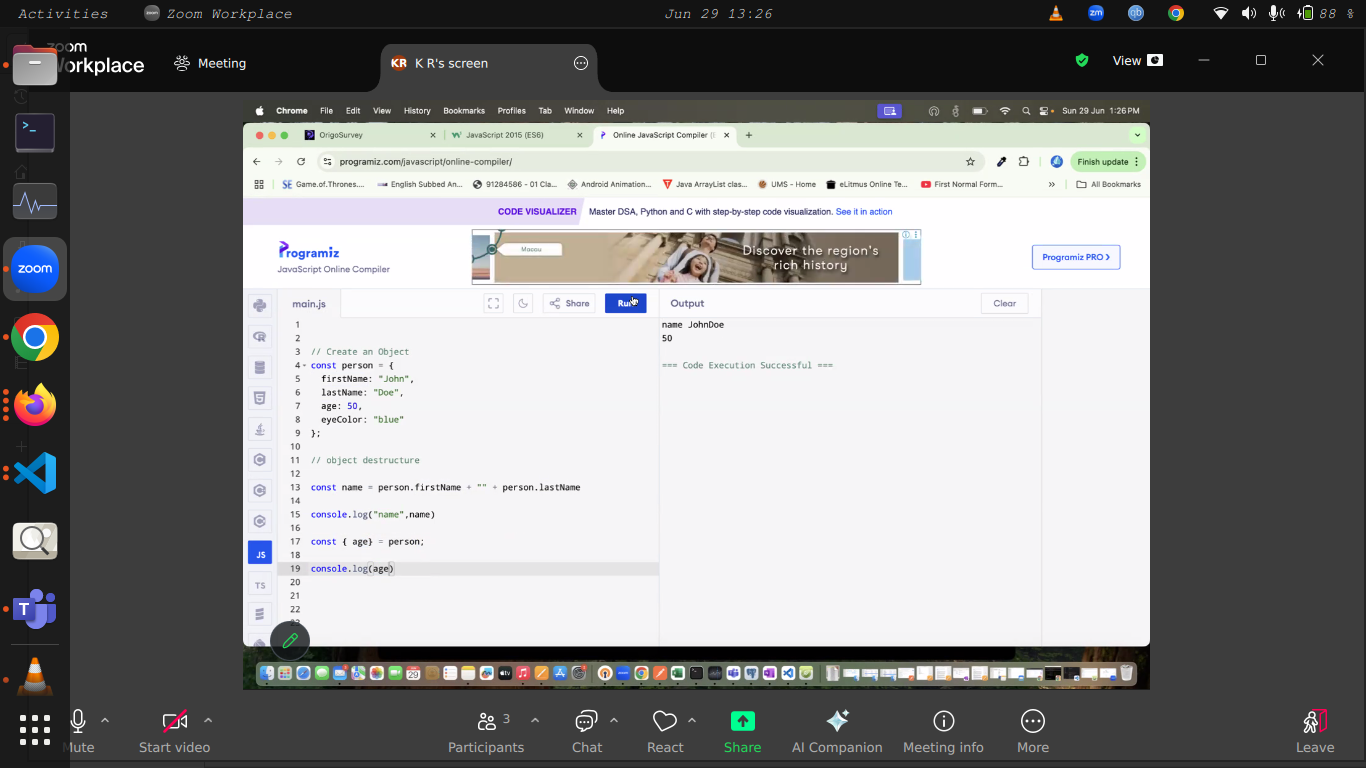 Activities
Zoom Workplace
Jun 29 13:26
zm
qb
88 %
zoom
Workplace
Meeting
KR K R's screen
View
Chrome File Edit View History Bookmarks Profiles Tab Window Help
Sun 29 Jun 1:26 PM
OrigoSurvey
JavaScript 2015 (ES6)
Online JavaScript Compiler (
programiz.com/javascript/online-compiler/
Finish update
Game.of.Thrones....
English Subbed An...
91284586 - 01 Cla...
Android Animation...
Java ArrayList clas...
UMS - Home
eLitmus Online Te...
First Normal Form...
All Bookmarks
CODE VISUALIZER Master DSA, Python and C with step-by-step code visualization. See it in action
Programiz
JavaScript Online Compiler
Macau
Discover the region's
rich history
Programiz PRO
main.js
Share
Run
Output
Clear
1
2
3 // Create an Object
4 const person = {
5 firstName: "John",
6 lastName: "Doe",
7 age: 50,
8 eyeColor: "blue"
9 };
10
11 // object destructure
12
13 const name = person.firstName + "" + person.lastName
14
15 console.log("name",name)
16
17 const { age} = person;
18
19 console.log(age)
20
21
22
23
name JohnDoe
50
=== Code Execution Successful ===
JS
TS
zoom
Mute
Start video
Participants
3
Chat
React
Share
AI Companion
Meeting info
More
Leave